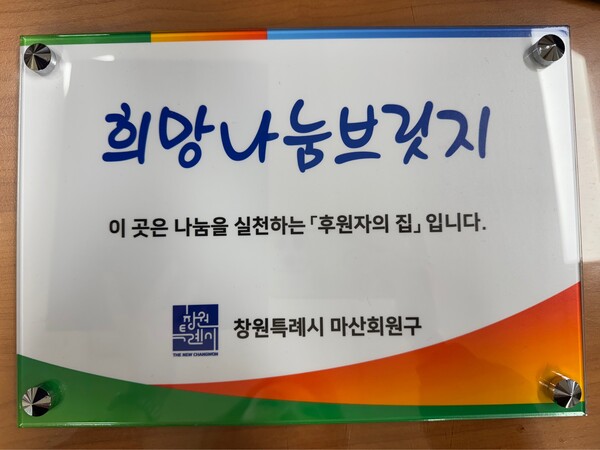 희망나눔브릿지
이 곳은 나눔을 실천하는 「후원자의 집」 입니다.
창원특례시
THE NEW CHANGWON
창원특례시 마산회원구